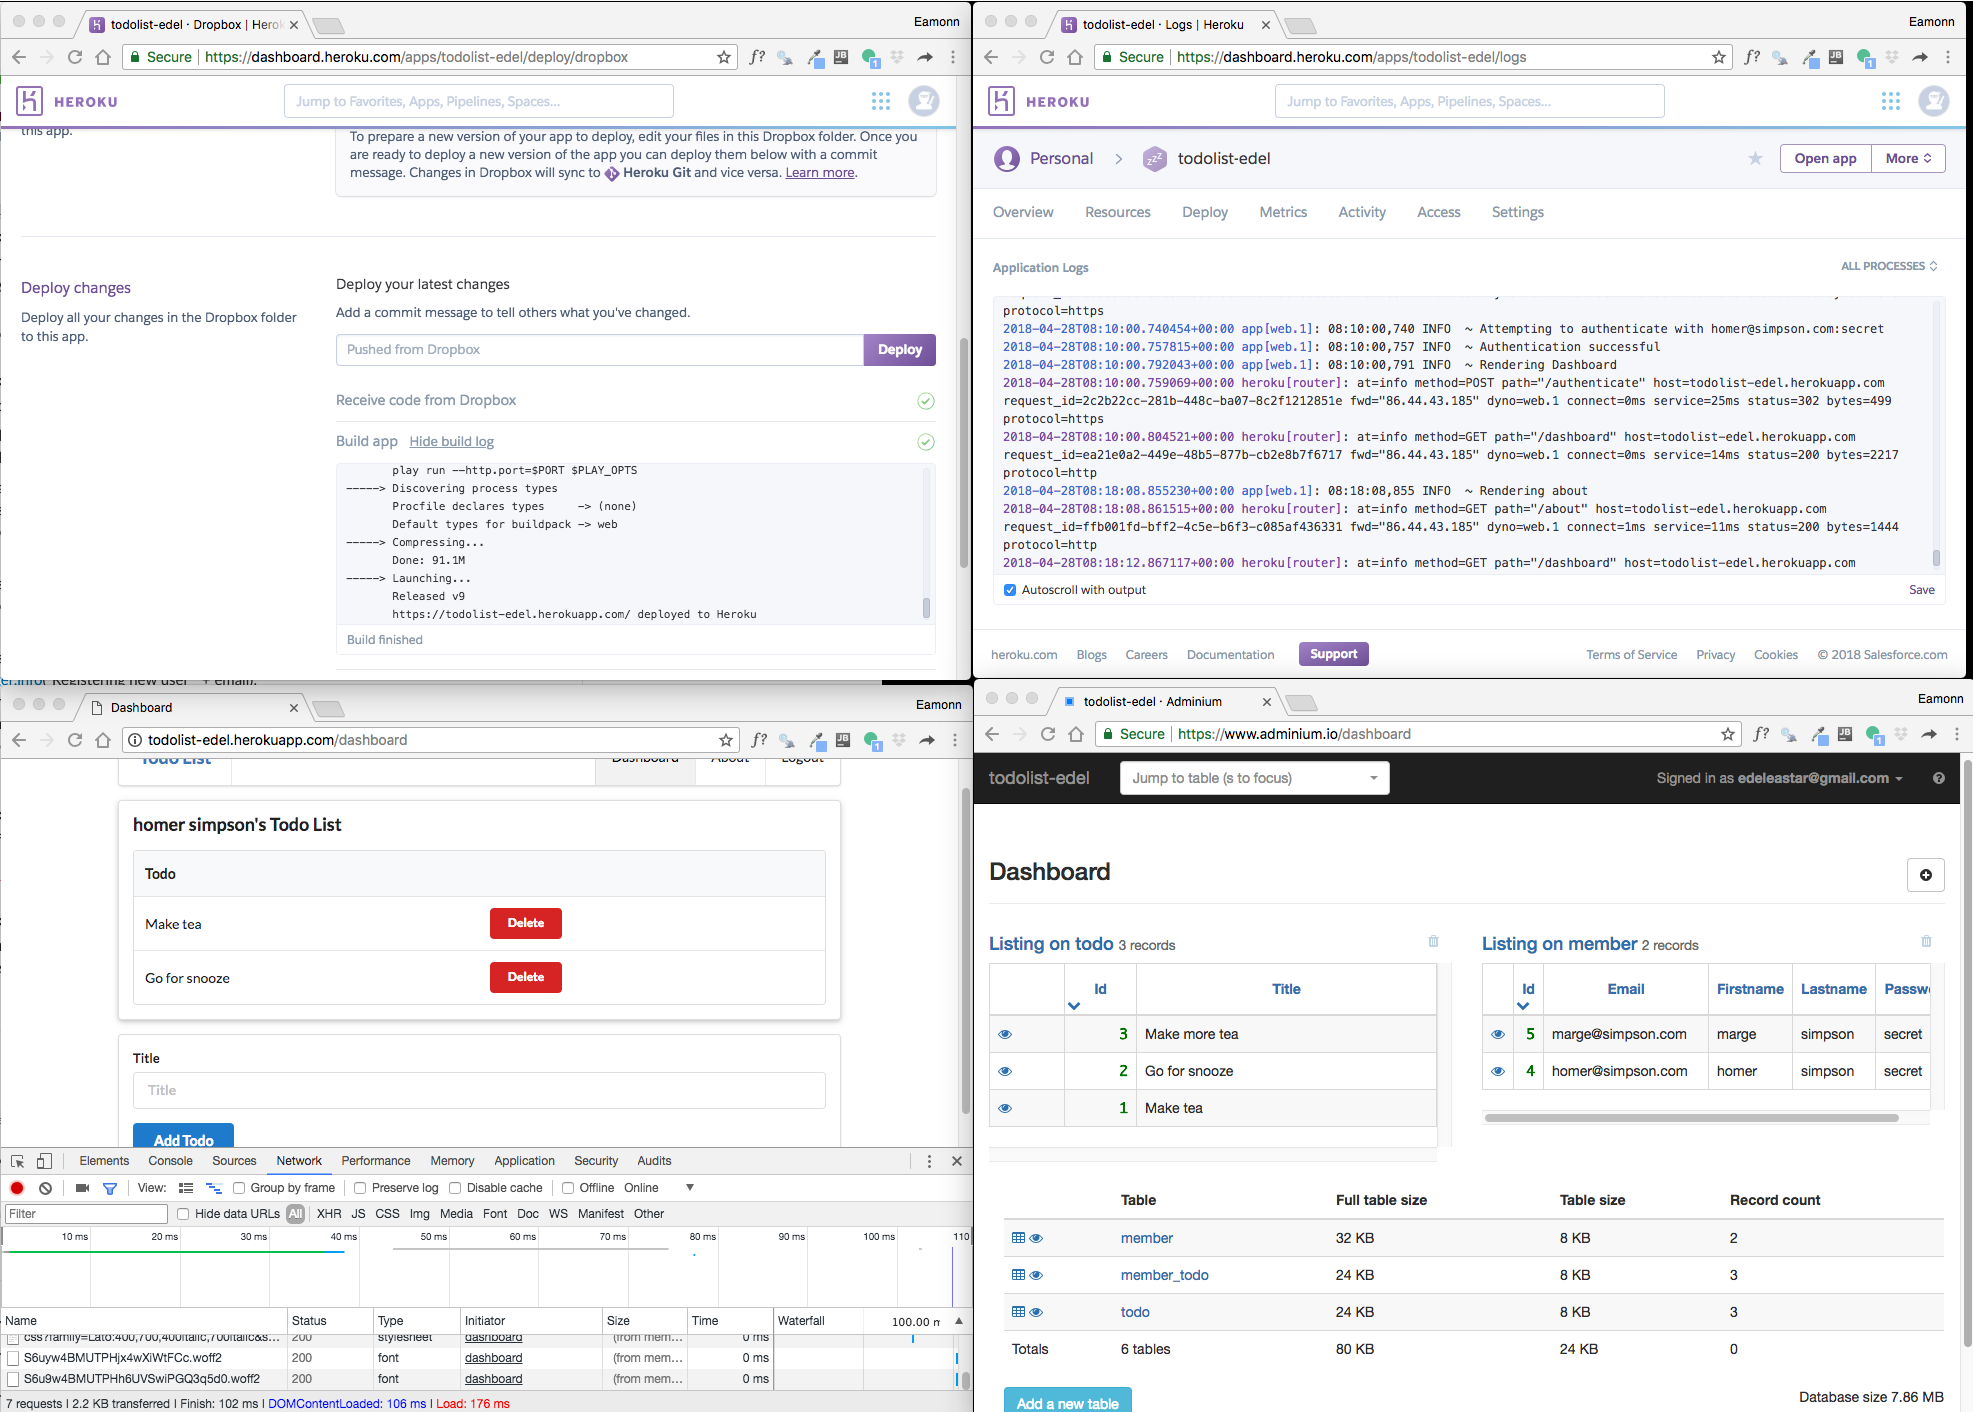 todolist-edel · Dropbox | Herok
Eamonn
Secure | https://dashboard.heroku.com/apps/todolist-edel/deploy/dropbox
HEROKU
Jump to Favorites, Apps, Pipelines, Spaces...
this app.
To prepare a new version of your app to deploy, edit your files in this Dropbox folder. Once you
are ready to deploy a new version of the app you can deploy them below with a commit
message. Changes in Dropbox will sync to Heroku Git and vice versa. Learn more.
Deploy changes
Deploy all your changes in the Dropbox folder
to this app.
Deploy your latest changes
Add a commit message to tell others what you've changed.
Pushed from Dropbox
Deploy
Receive code from Dropbox
Build app Hide build log
play run --http.port=$PORT $PLAY_OPTS
-----> Discovering process types
Procfile declares types -> (none)
Default types for buildpack -> web
-----> Compressing...
Done: 91.1M
-----> Launching...
Released v9
https://todolist-edel.herokuapp.com/ deployed to Heroku
Build finished
todolist-edel · Logs | Heroku
Eamonn
Secure | https://dashboard.heroku.com/apps/todolist-edel/logs
HEROKU
Jump to Favorites, Apps, Pipelines, Spaces...
Personal > todolist-edel
Open app
More
Overview Resources Deploy Metrics Activity Access Settings
Application Logs
ALL PROCESSES
protocol=https
2018-04-28T08:10:00.740454+00:00 app[web.1]: 08:10:00,740 INFO ~ Attempting to authenticate with homer@simpson.com:secret
2018-04-28T08:10:00.757815+00:00 app[web.1]: 08:10:00,757 INFO ~ Authentication successful
2018-04-28T08:10:00.792043+00:00 app[web.1]: 08:10:00,791 INFO ~ Rendering Dashboard
2018-04-28T08:10:00.759069+00:00 heroku[router]: at=info method=POST path="/authenticate" host=todolist-edel.herokuapp.com
request_id=2c2b22cc-281b-448c-ba07-8c2f1212851e fwd="86.44.43.185" dyno=web.1 connect=0ms service=25ms status=302 bytes=499
protocol=https
2018-04-28T08:10:00.804521+00:00 heroku[router]: at=info method=GET path="/dashboard" host=todolist-edel.herokuapp.com
request_id=ea21e0a2-449e-48b5-877b-cb2e8b7f6717 fwd="86.44.43.185" dyno=web.1 connect=0ms service=14ms status=200 bytes=2217
protocol=http
2018-04-28T08:18:08.855230+00:00 app[web.1]: 08:18:08,855 INFO ~ Rendering about
2018-04-28T08:18:08.861515+00:00 heroku[router]: at=info method=GET path="/about" host=todolist-edel.herokuapp.com
request_id=ffb001fd-bff2-4c5e-b6f3-c085af436331 fwd="86.44.43.185" dyno=web.1 connect=1ms service=11ms status=200 bytes=1444
protocol=http
2018-04-28T08:18:12.867117+00:00 heroku[router]: at=info method=GET path="/dashboard" host=todolist-edel.herokuapp.com
Autoscroll with output
Save
heroku.com Blogs Careers Documentation Support Terms of Service Privacy Cookies © 2018 Salesforce.com
Dashboard
Eamonn
todolist-edel.herokuapp.com/dashboard
Todo List Dashboard About Logout
homer simpson's Todo List
Todo
Make tea Delete
Go for snooze Delete
Title
Title
Add Todo
Elements Console Sources Network Performance Memory Application Security Audits
View: Group by frame Preserve log Disable cache Offline Online
Filter Hide data URLs All XHR JS CSS Img Media Font Doc WS Manifest Other
10 ms 20 ms 30 ms 40 ms 50 ms 60 ms 70 ms 80 ms 90 ms 100 ms 110
Name Status Type Initiator Size Time Waterfall 100.00 m
css?family=Lato:400,700,400italic,700italic&s... 200 stylesheet dashboard (from mem... 0 ms
S6uyw4BMUTPHjx4wXiWtFCc.woff2 200 font dashboard (from mem... 0 ms
S6u9w4BMUTPHh6UVSwiPGQ3q5d0.woff2 200 font dashboard (from mem... 0 ms
7 requests | 2.2 KB transferred | Finish: 102 ms | DOMContentLoaded: 106 ms | Load: 176 ms
todolist-edel · Adminium
Eamonn
Secure | https://www.adminium.io/dashboard
todolist-edel
Jump to table (s to focus)
Signed in as edeleastar@gmail.com
Dashboard
Listing on todo 3 records
Id Title
3 Make more tea
2 Go for snooze
1 Make tea
Listing on member 2 records
Id Email Firstname Lastname Passw
5 marge@simpson.com marge simpson secret
4 homer@simpson.com homer simpson secret
Table Full table size Table size Record count
member 32 KB 8 KB 2
member_todo 24 KB 8 KB 3
todo 24 KB 8 KB 3
Totals 6 tables 80 KB 24 KB 0
Add a new table
Database size 7.86 MB